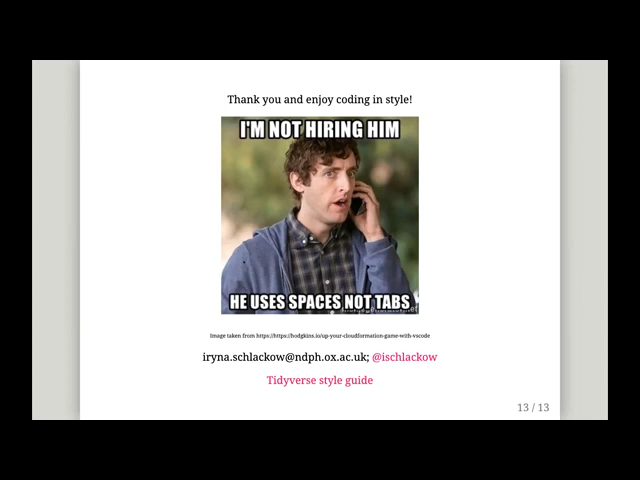 Thank you and enjoy coding in style!
I'M NOT HIRING HIM
HE USES SPACES NOT TABS
Image taken from https://https://hodgkins.io/up-your-cloudformation-game-with-vscode
iryna.schlackow@ndph.ox.ac.uk; @ischlackow
Tidyverse style guide
13 / 13